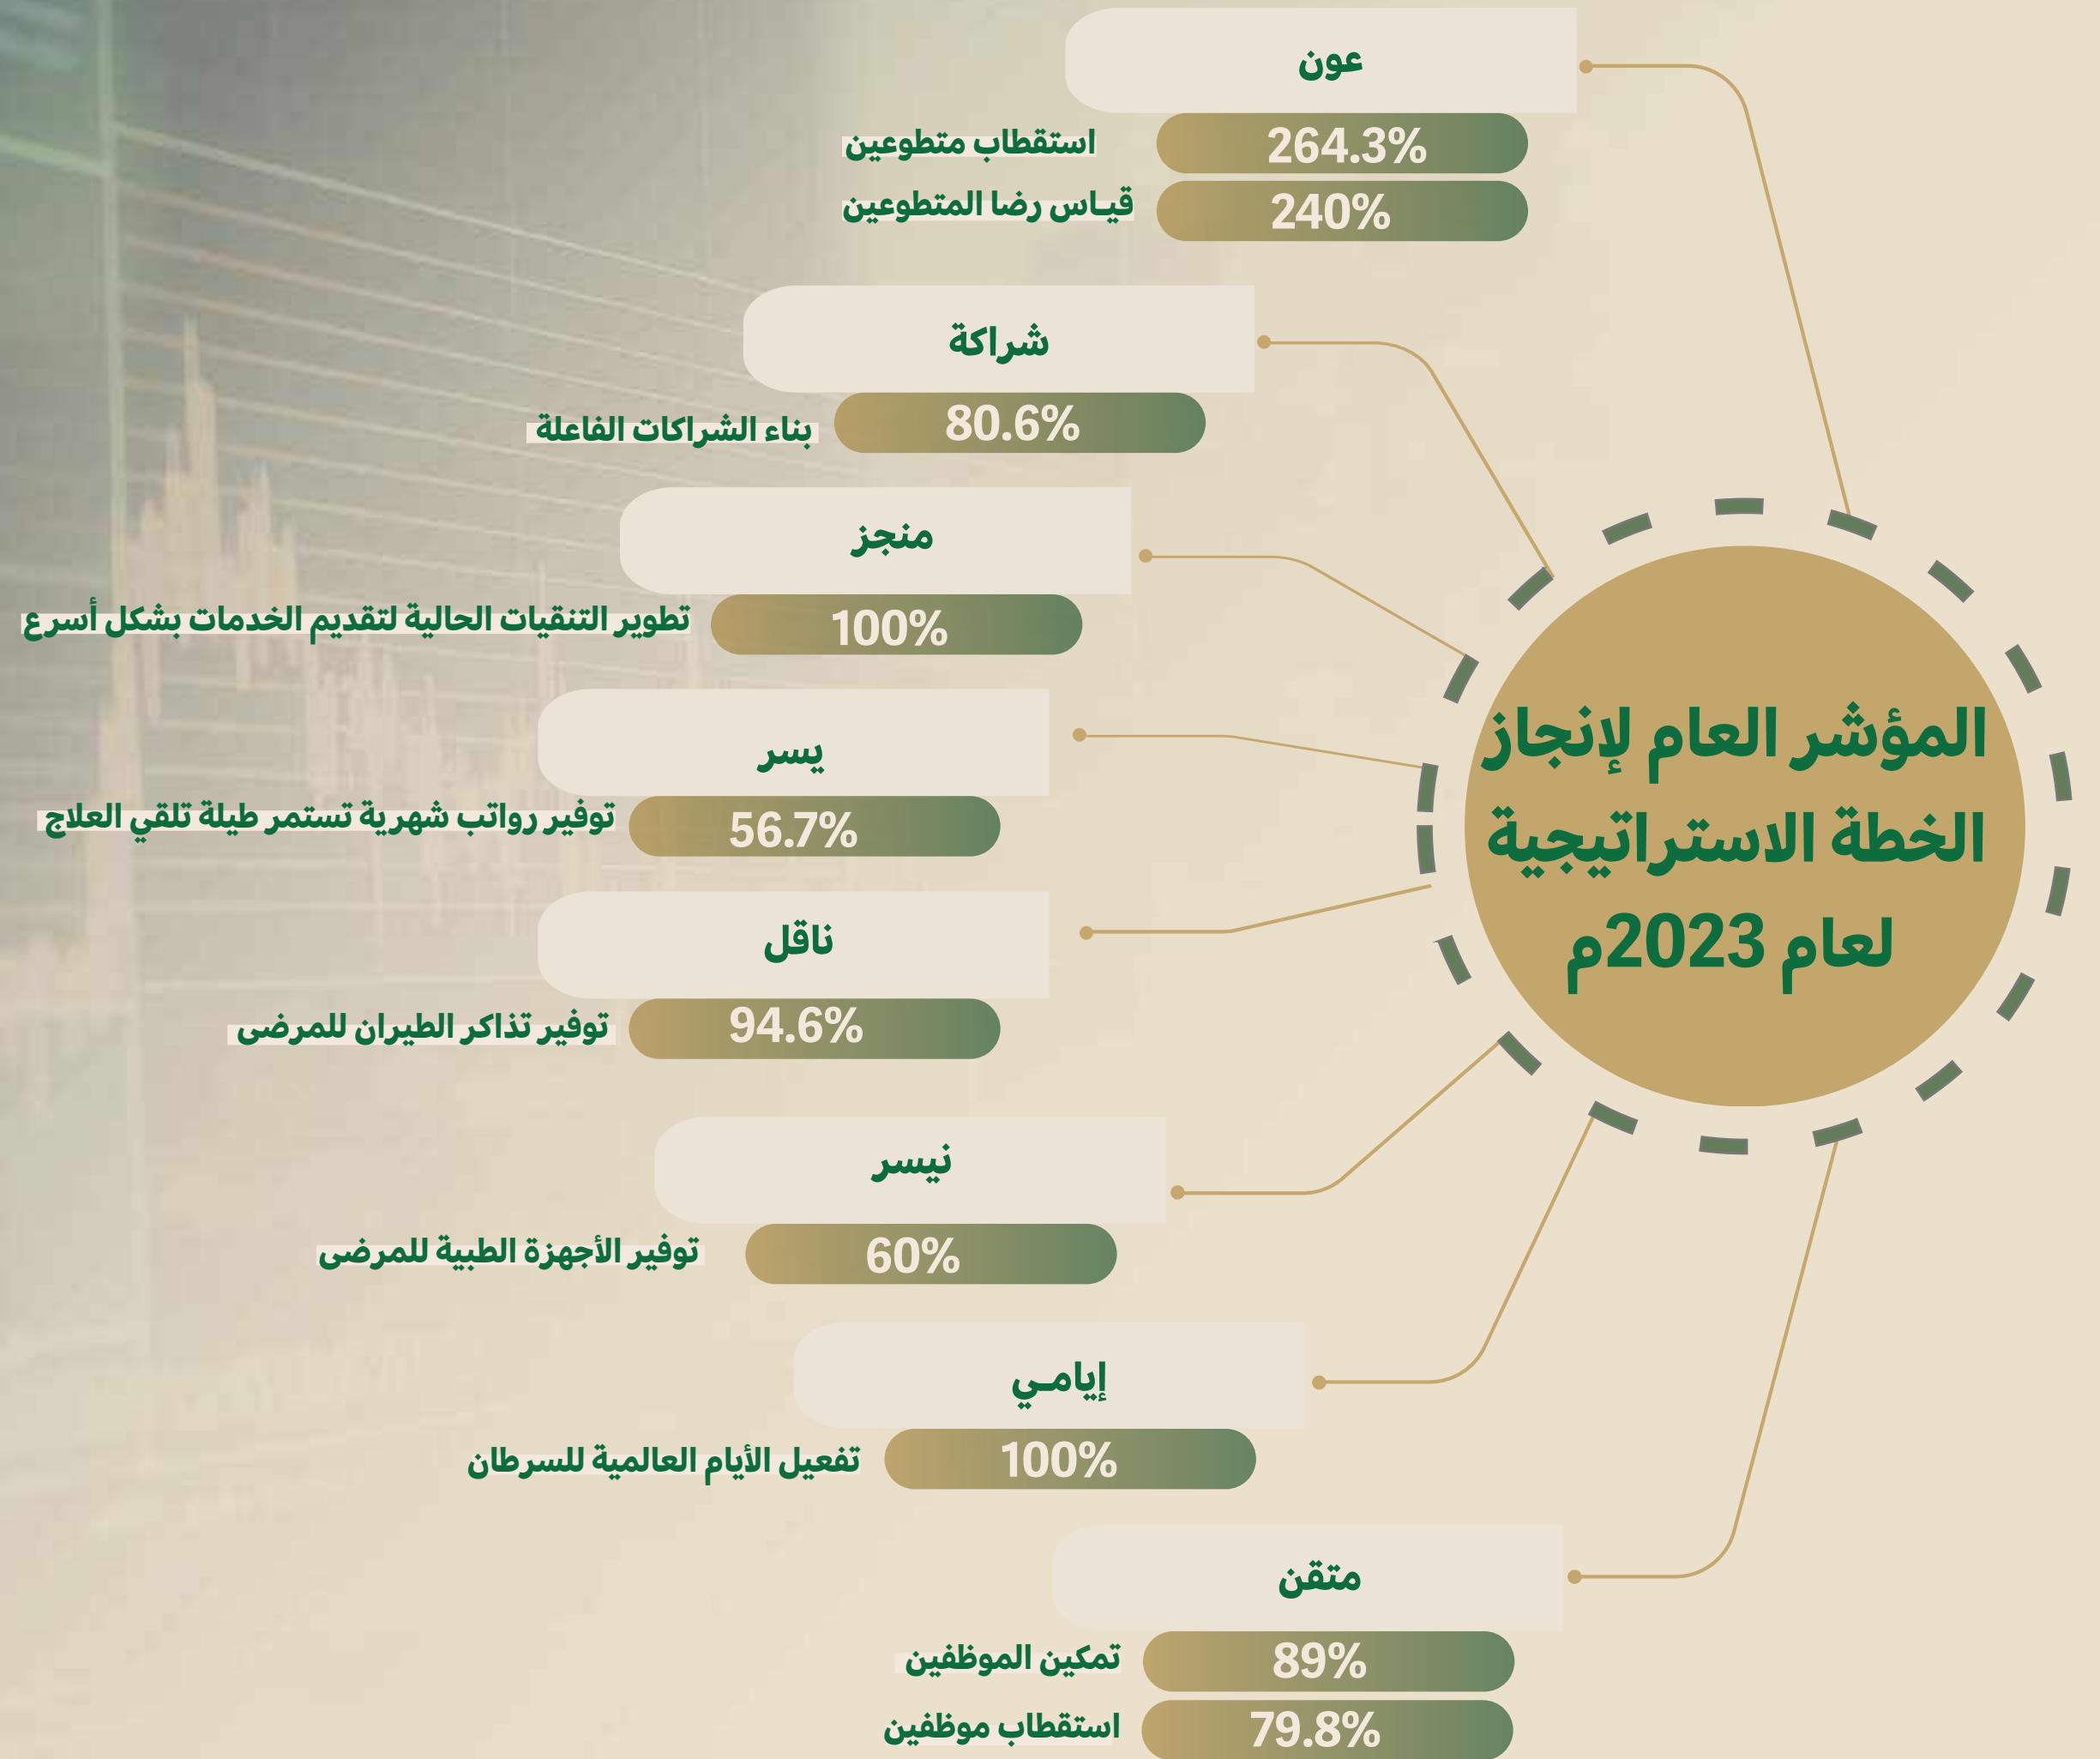 المؤشر العام لإنجاز
الخطة الاستراتيجية
لعام 2023م
عون
264.3%
استقطاب متطوعين
240%
قيـاس رضا المتطوعين
شراكة
80.6%
بناء الشراكات الفاعلة
منجز
100%
تطوير التنقيات الحالية لتقديم الخدمات بشكل أسرع
يسر
56.7%
توفير رواتب شهرية تستمر طيلة تلقي العلاج
ناقل
94.6%
توفير تذاكر الطيران للمرضى
نيسر
60%
توفير الأجهزة الطبية للمرضى
إيامـي
100%
تفعيل الأيام العالمية للسرطان
متقن
89%
تمكين الموظفين
79.8%
استقطاب موظفين